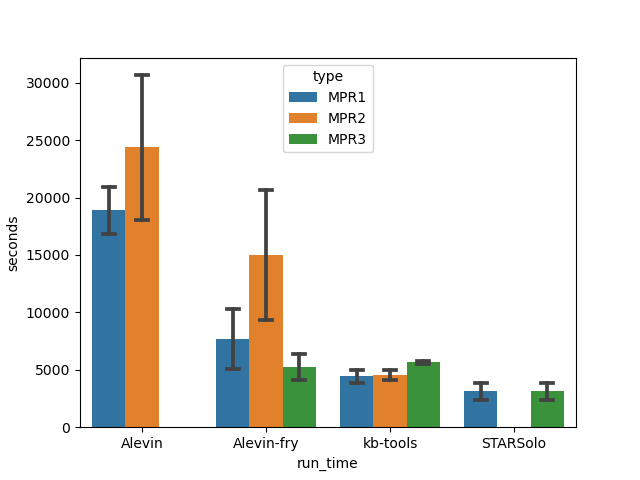 type
MPR1
MPR2
MPR3
30000
25000
20000
15000
10000
5000
0
seconds
Alevin
Alevin-fry
kb-tools
STARSolo
run_time